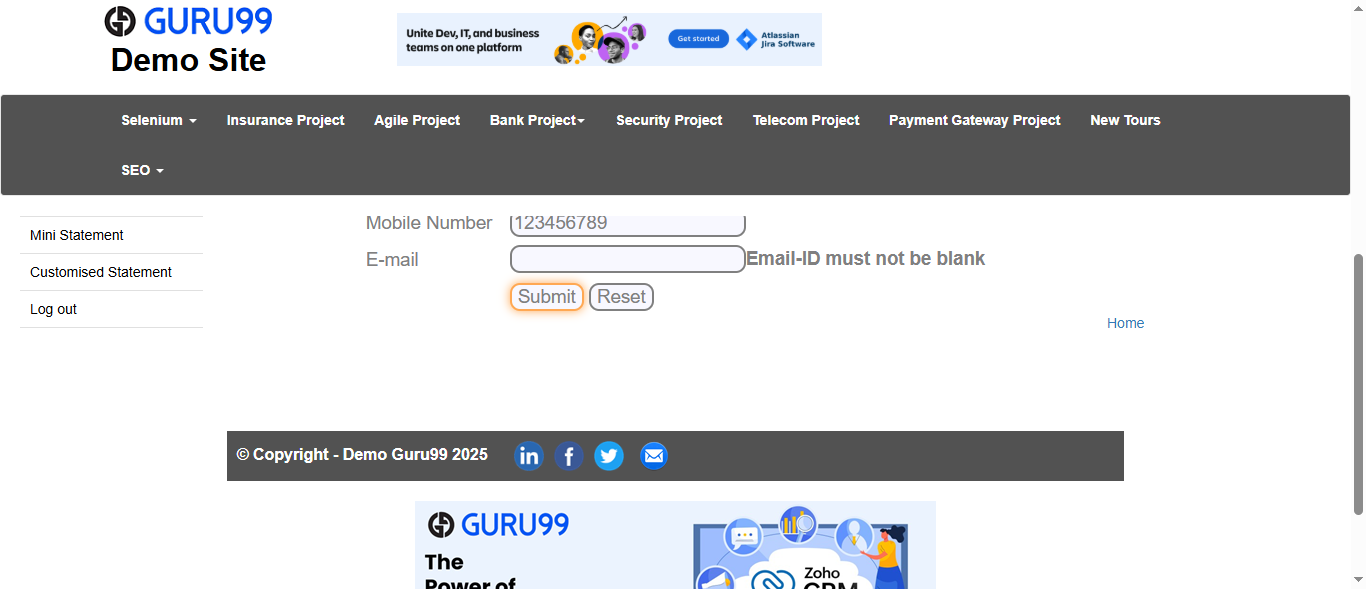 GURU99
Demo Site
Unite Dev, IT, and business
teams on one platform
Get started
Atlassian
Jira Software
Selenium
Insurance Project
Agile Project
Bank Project
Security Project
Telecom Project
Payment Gateway Project
New Tours
SEO
Mini Statement
Customised Statement
Log out
Mobile Number
123456789
E-mail
Email-ID must not be blank
Submit
Reset
Home
© Copyright - Demo Guru99 2025
GURU99
The
Power of
Zoho
CRM